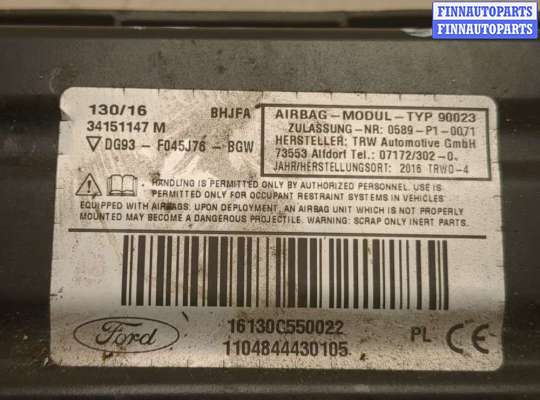 FINNAUTOPARTS
FINNAUTOPARTS
FINNAUTOPARTS
130/16
BHJFA
34151147 M
DG93 - F045J76 - BGW
AIRBAG-MODUL-TYP 90023
ZULASSUNG-NR: 0589-P1-0071
HERSTELLER: TRW Automotive GmbH
73553 Alfdorf Tel.: 07172/302-0.
JAHR/HERSTELLUNGSORT: 2016 TRWO-4
HANDLING IS PERMITTED ONLY BY AUTHORIZED PERSONNEL. USE IS
PERMITTED ONLY FOR OCCUPANT RESTRAINT SYSTEMS IN VEHICLES
EQUIPPED WITH AIRBAGS. UPON DEPLOYMENT, AN AIRBAG UNIT WHICH IS NOT PROPERLY
MOUNTED MAY BECOME A DANGEROUS PROJECTILE. WARNING: SCRAP ONLY INERT PARTS.
Ford
16130C550022
1104844430105
PL CE